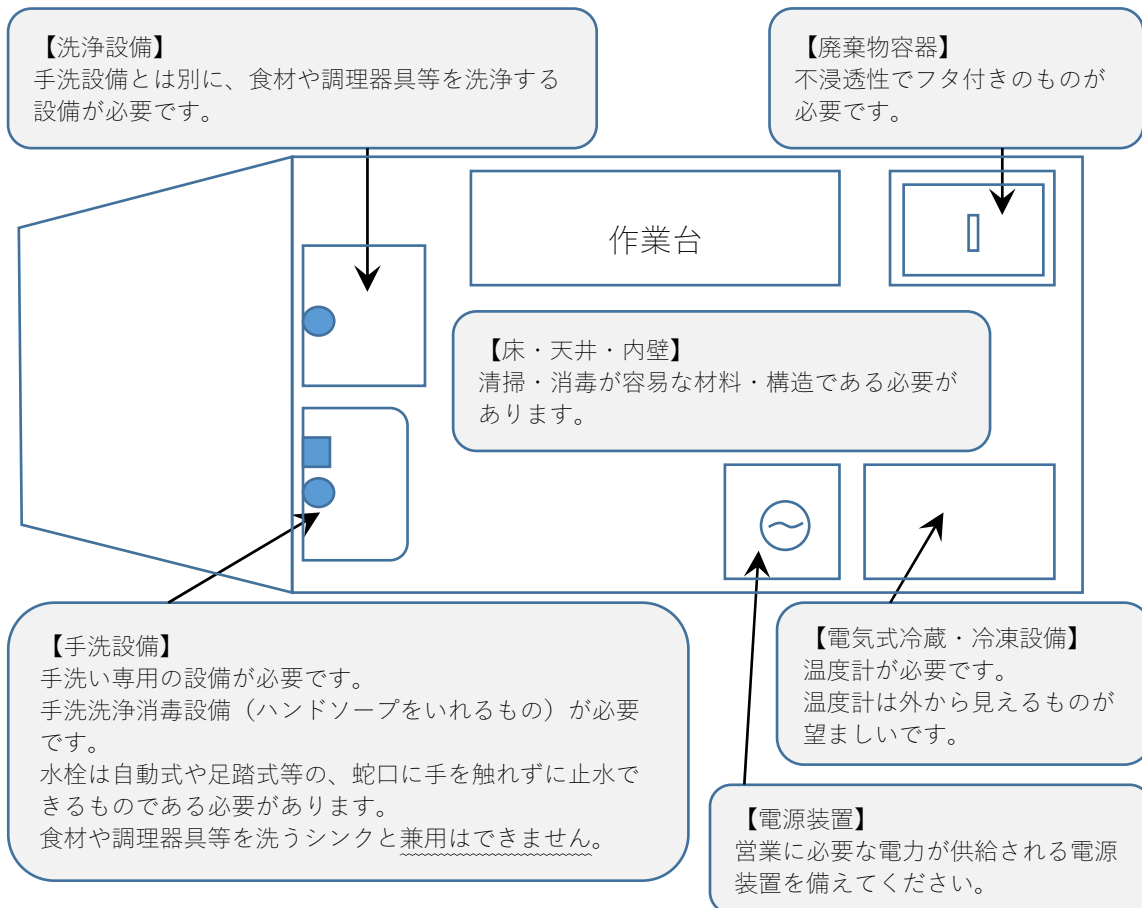 【洗浄設備】
手洗設備とは別に、食材や調理器具等を洗浄する
設備が必要です。
【廃棄物容器】
不浸透性でフタ付きのものが
必要です。
作業台
【床・天井・内壁】
清掃・消毒が容易な材料・構造である必要が
あります。
【手洗設備】
手洗い専用の設備が必要です。
手洗洗浄消毒設備（ハンドソープをいれるもの）が必要
です。
水栓は自動式や足踏式等の、蛇口に手を触れずに止水で
きるものである必要があります。
食材や調理器具等を洗うシンクと兼用はできません。
【電気式冷蔵・冷凍設備】
温度計が必要です。
温度計は外から見えるものが
望ましいです。
【電源装置】
営業に必要な電力が供給される電源
装置を備えてください。